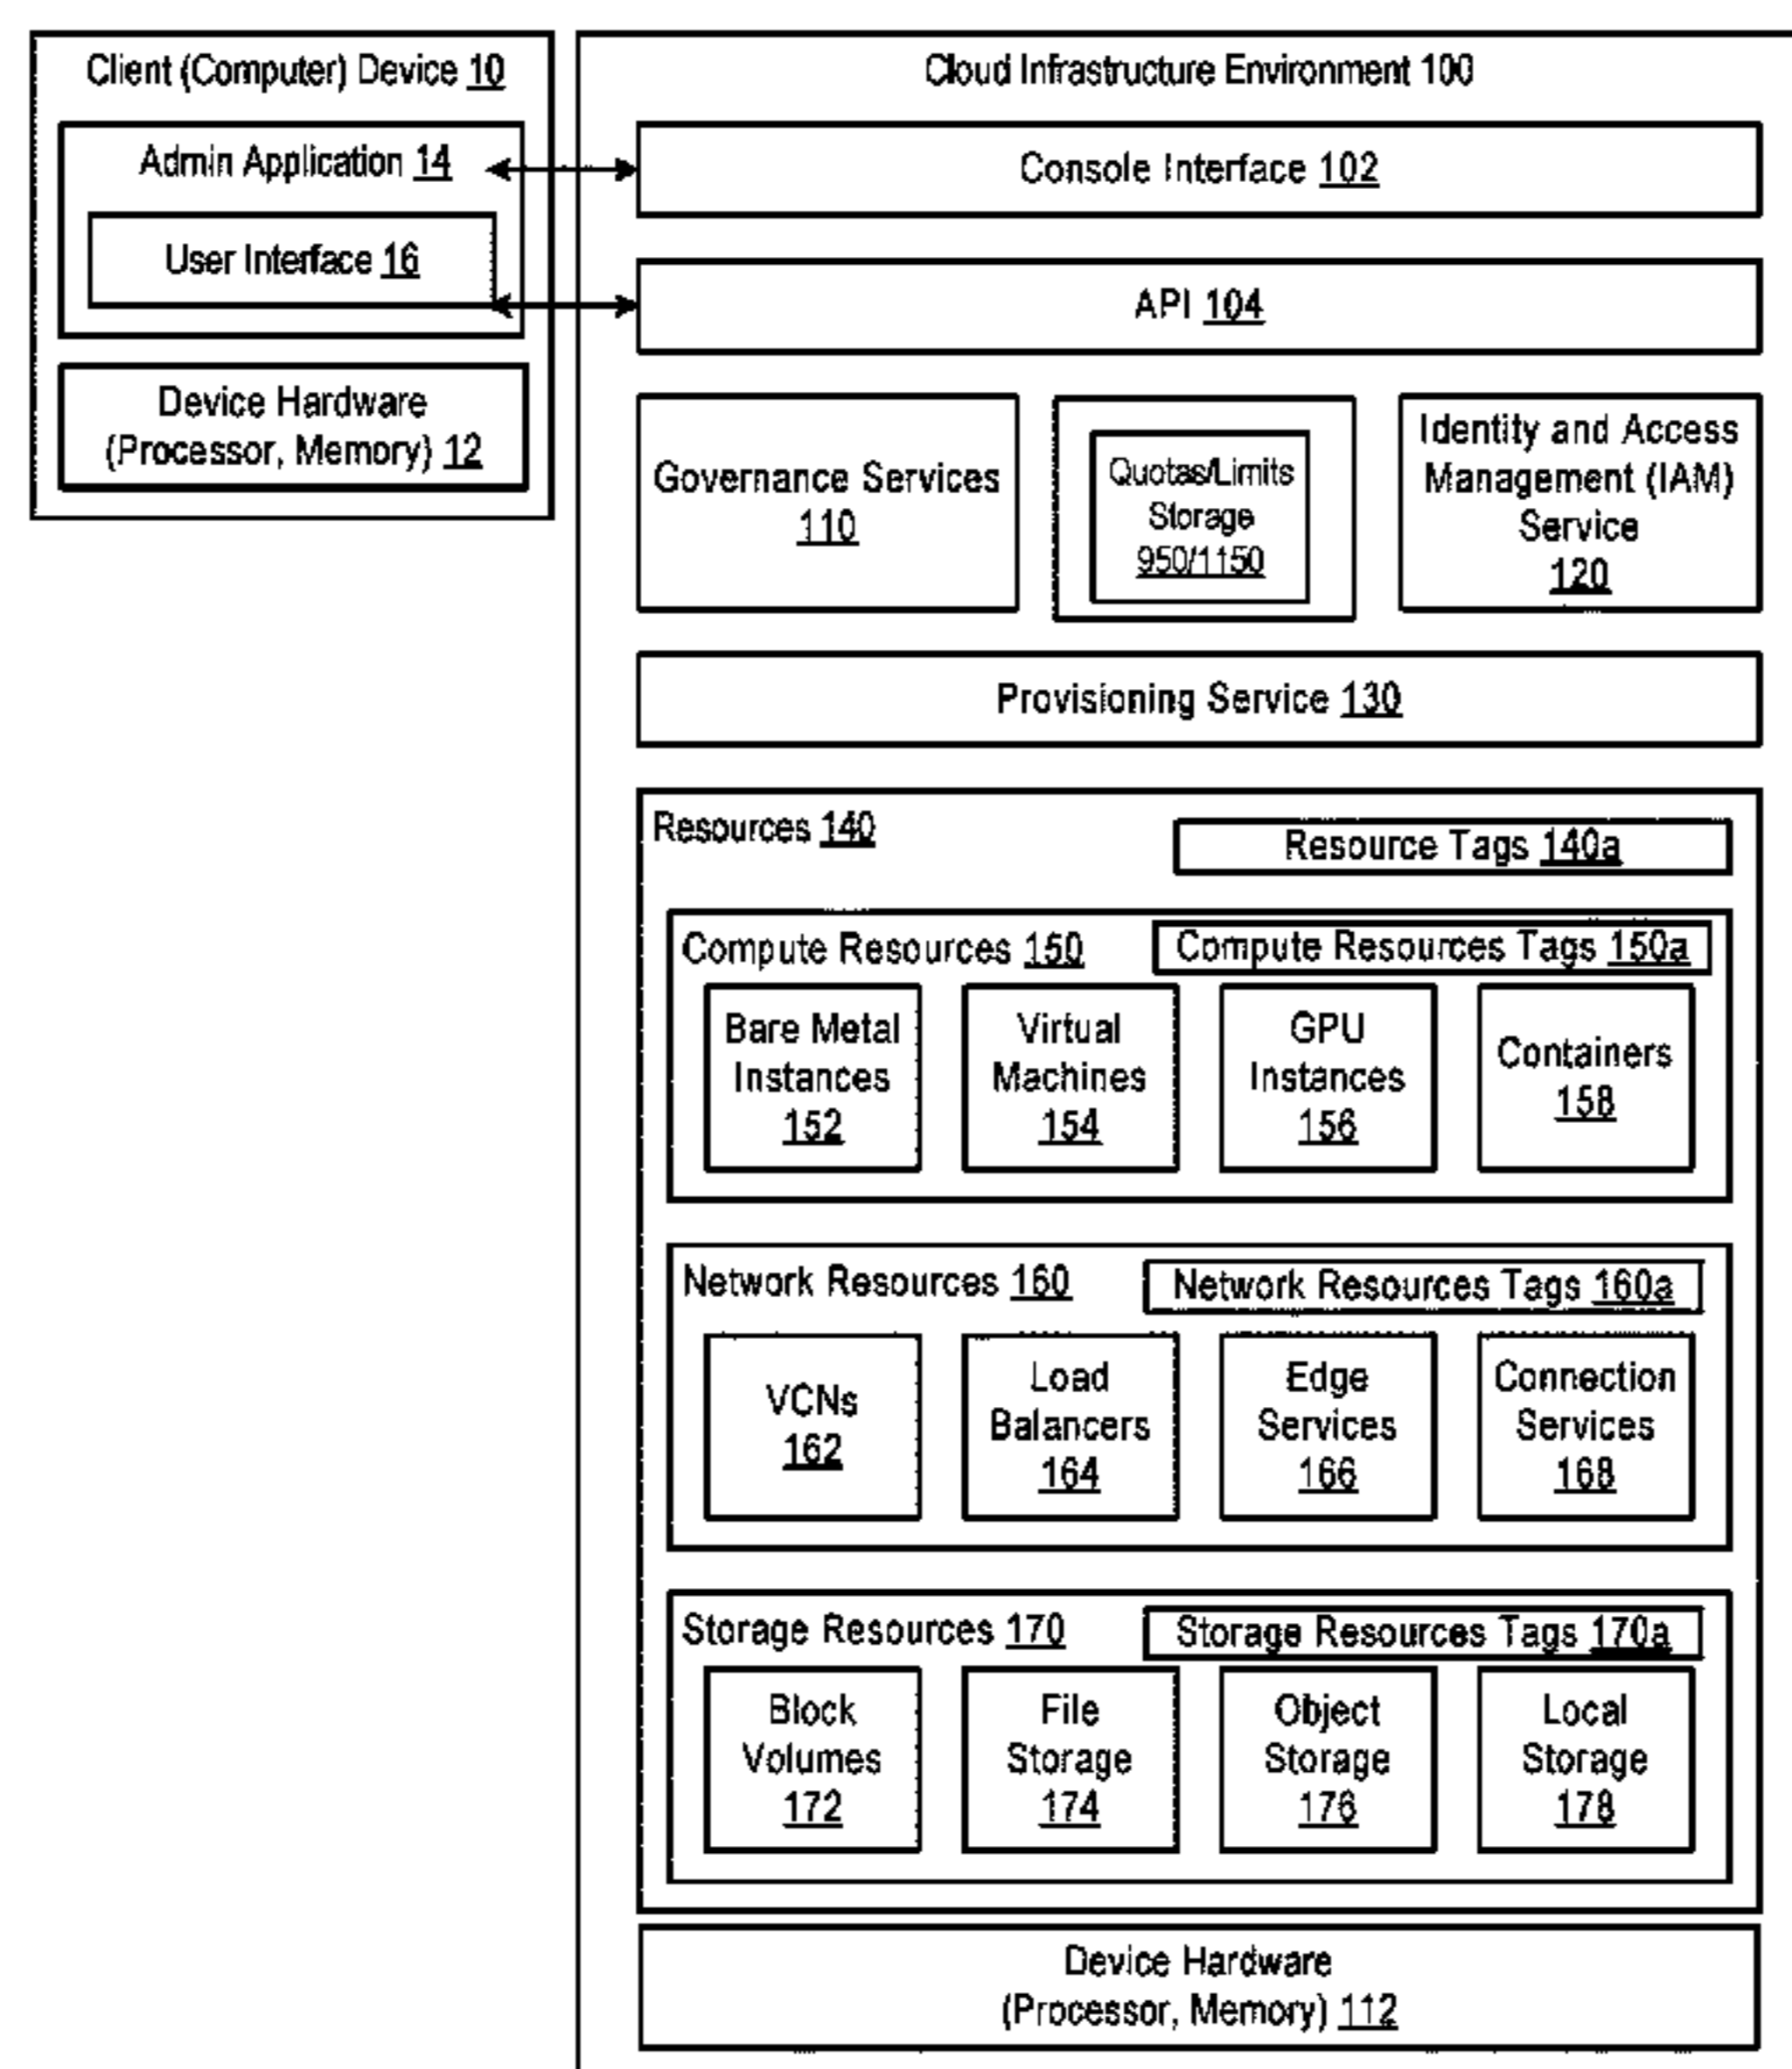 Client (Computer) Device 10
Admin Application 14
User Interface 16
Device Hardware
(Processor, Memory) 12
Cloud Infrastructure Environment 100
Console Interface 102
API 104
Governance Services
110
Quotas/Limits
Storage
950/1150
Identity and Access
Management (IAM)
Service
120
Provisioning Service 130
Resources 140
Resource Tags 140a
Compute Resources 150
Compute Resources Tags 150a
Bare Metal
Instances
152
Virtual
Machines
154
GPU
Instances
156
Containers
158
Network Resources 160
Network Resources Tags 160a
VCNs
162
Load
Balancers
164
Edge
Services
166
Connection
Services
168
Storage Resources 170
Storage Resources Tags 170a
Block
Volumes
172
File
Storage
174
Object
Storage
176
Local
Storage
178
Device Hardware
(Processor, Memory) 112